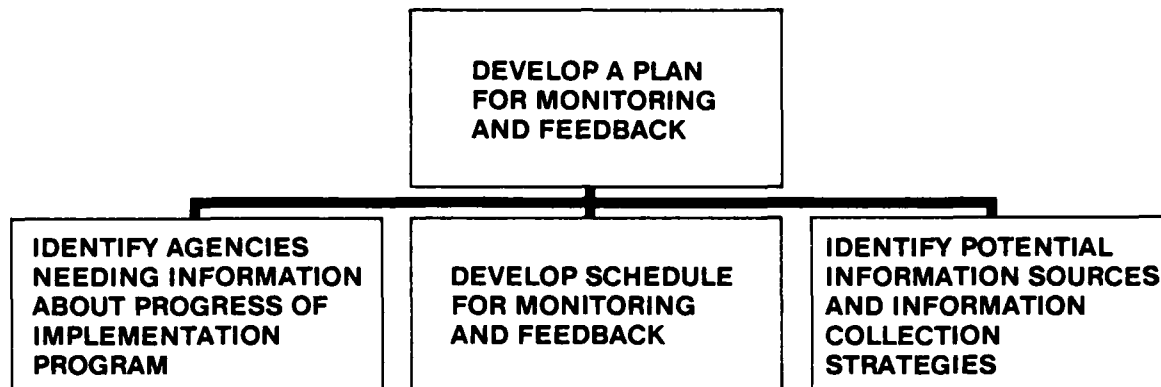 DEVELOP A PLAN
FOR MONITORING
AND FEEDBACK
IDENTIFY AGENCIES
NEEDING INFORMATION
ABOUT PROGRESS OF
IMPLEMENTATION
PROGRAM
DEVELOP SCHEDULE
FOR MONITORING
AND FEEDBACK
IDENTIFY POTENTIAL
INFORMATION SOURCES
AND INFORMATION
COLLECTION
STRATEGIES